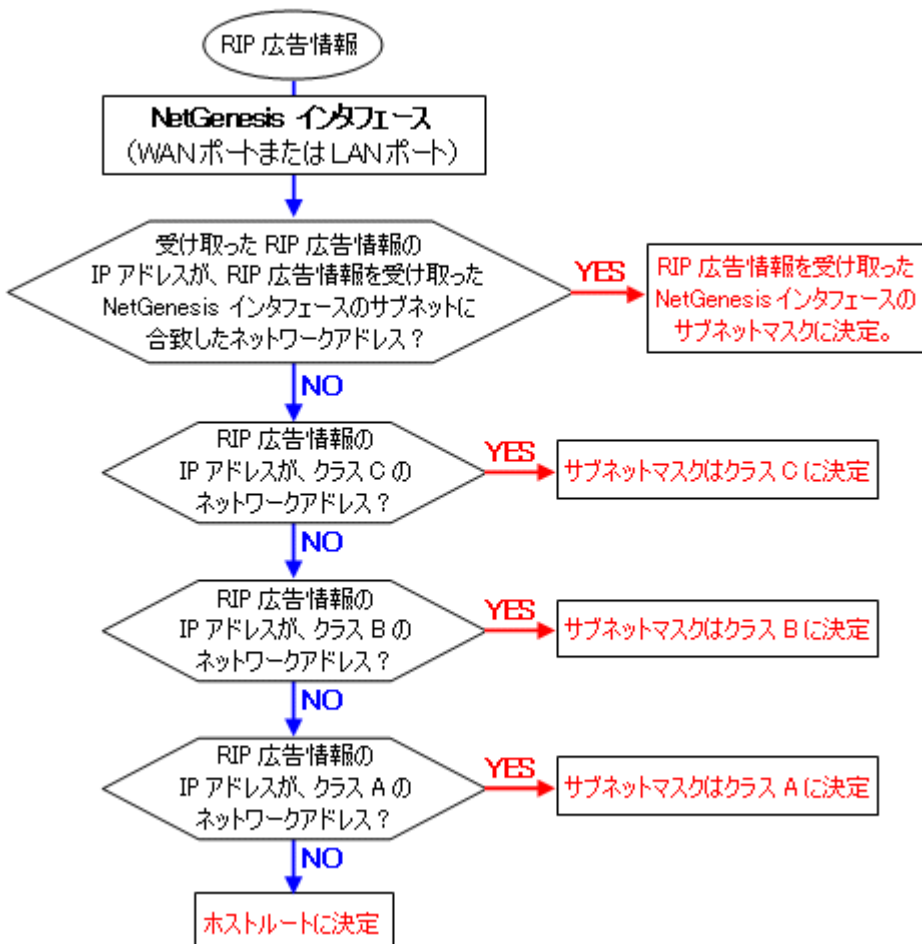 RIP 広告情報
NetGenesis インタフェース
（WANポートまたは LANポート）
受け取った RIP 広告情報の
IP アドレスが、RIP 広告情報を受け取った
NetGenesis インタフェースのサブネットに
合致したネットワークアドレス？
YES
RIP 広告情報を受け取った
NetGenesisインタフェースの
サブネットマスクに決定。
NO
RIP 広告情報の
IP アドレスが、クラス C の
ネットワークアドレス？
YES
サブネットマスクはクラス C に決定
NO
RIP 広告情報の
IP アドレスが、クラス B の
ネットワークアドレス？
YES
サブネットマスクはクラス B に決定
NO
RIP 広告情報の
IP アドレスが、クラス A の
ネットワークアドレス？
YES
サブネットマスクはクラス A に決定
NO
ホストルートに決定